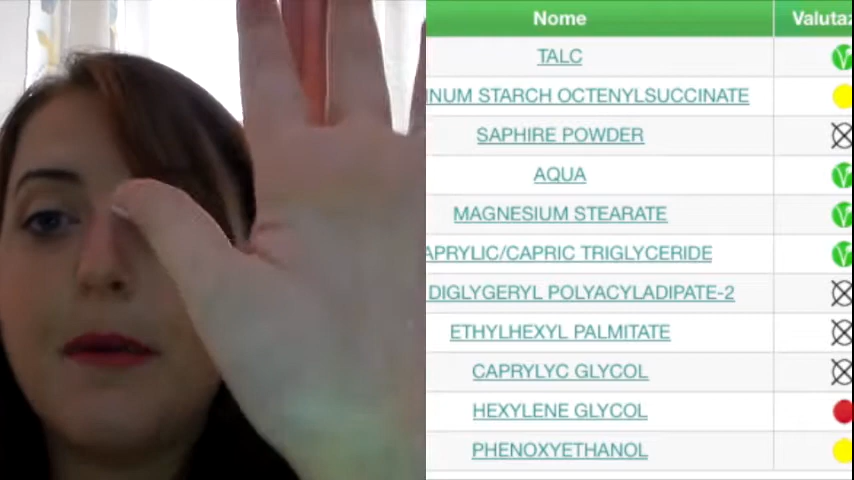 Nome Valuta
TALC
NUM STARCH OCTENYLSUCCINATE
SAPHIRE POWDER
AQUA
MAGNESIUM STEARATE
APRYLIC/CAPRIC TRIGLYCERIDE
DIGLYGERYL POLYACYLADIPATE-2
ETHYLHEXYL PALMITATE
CAPRYLYC GLYCOL
HEXYLENE GLYCOL
PHENOXYETHANOL